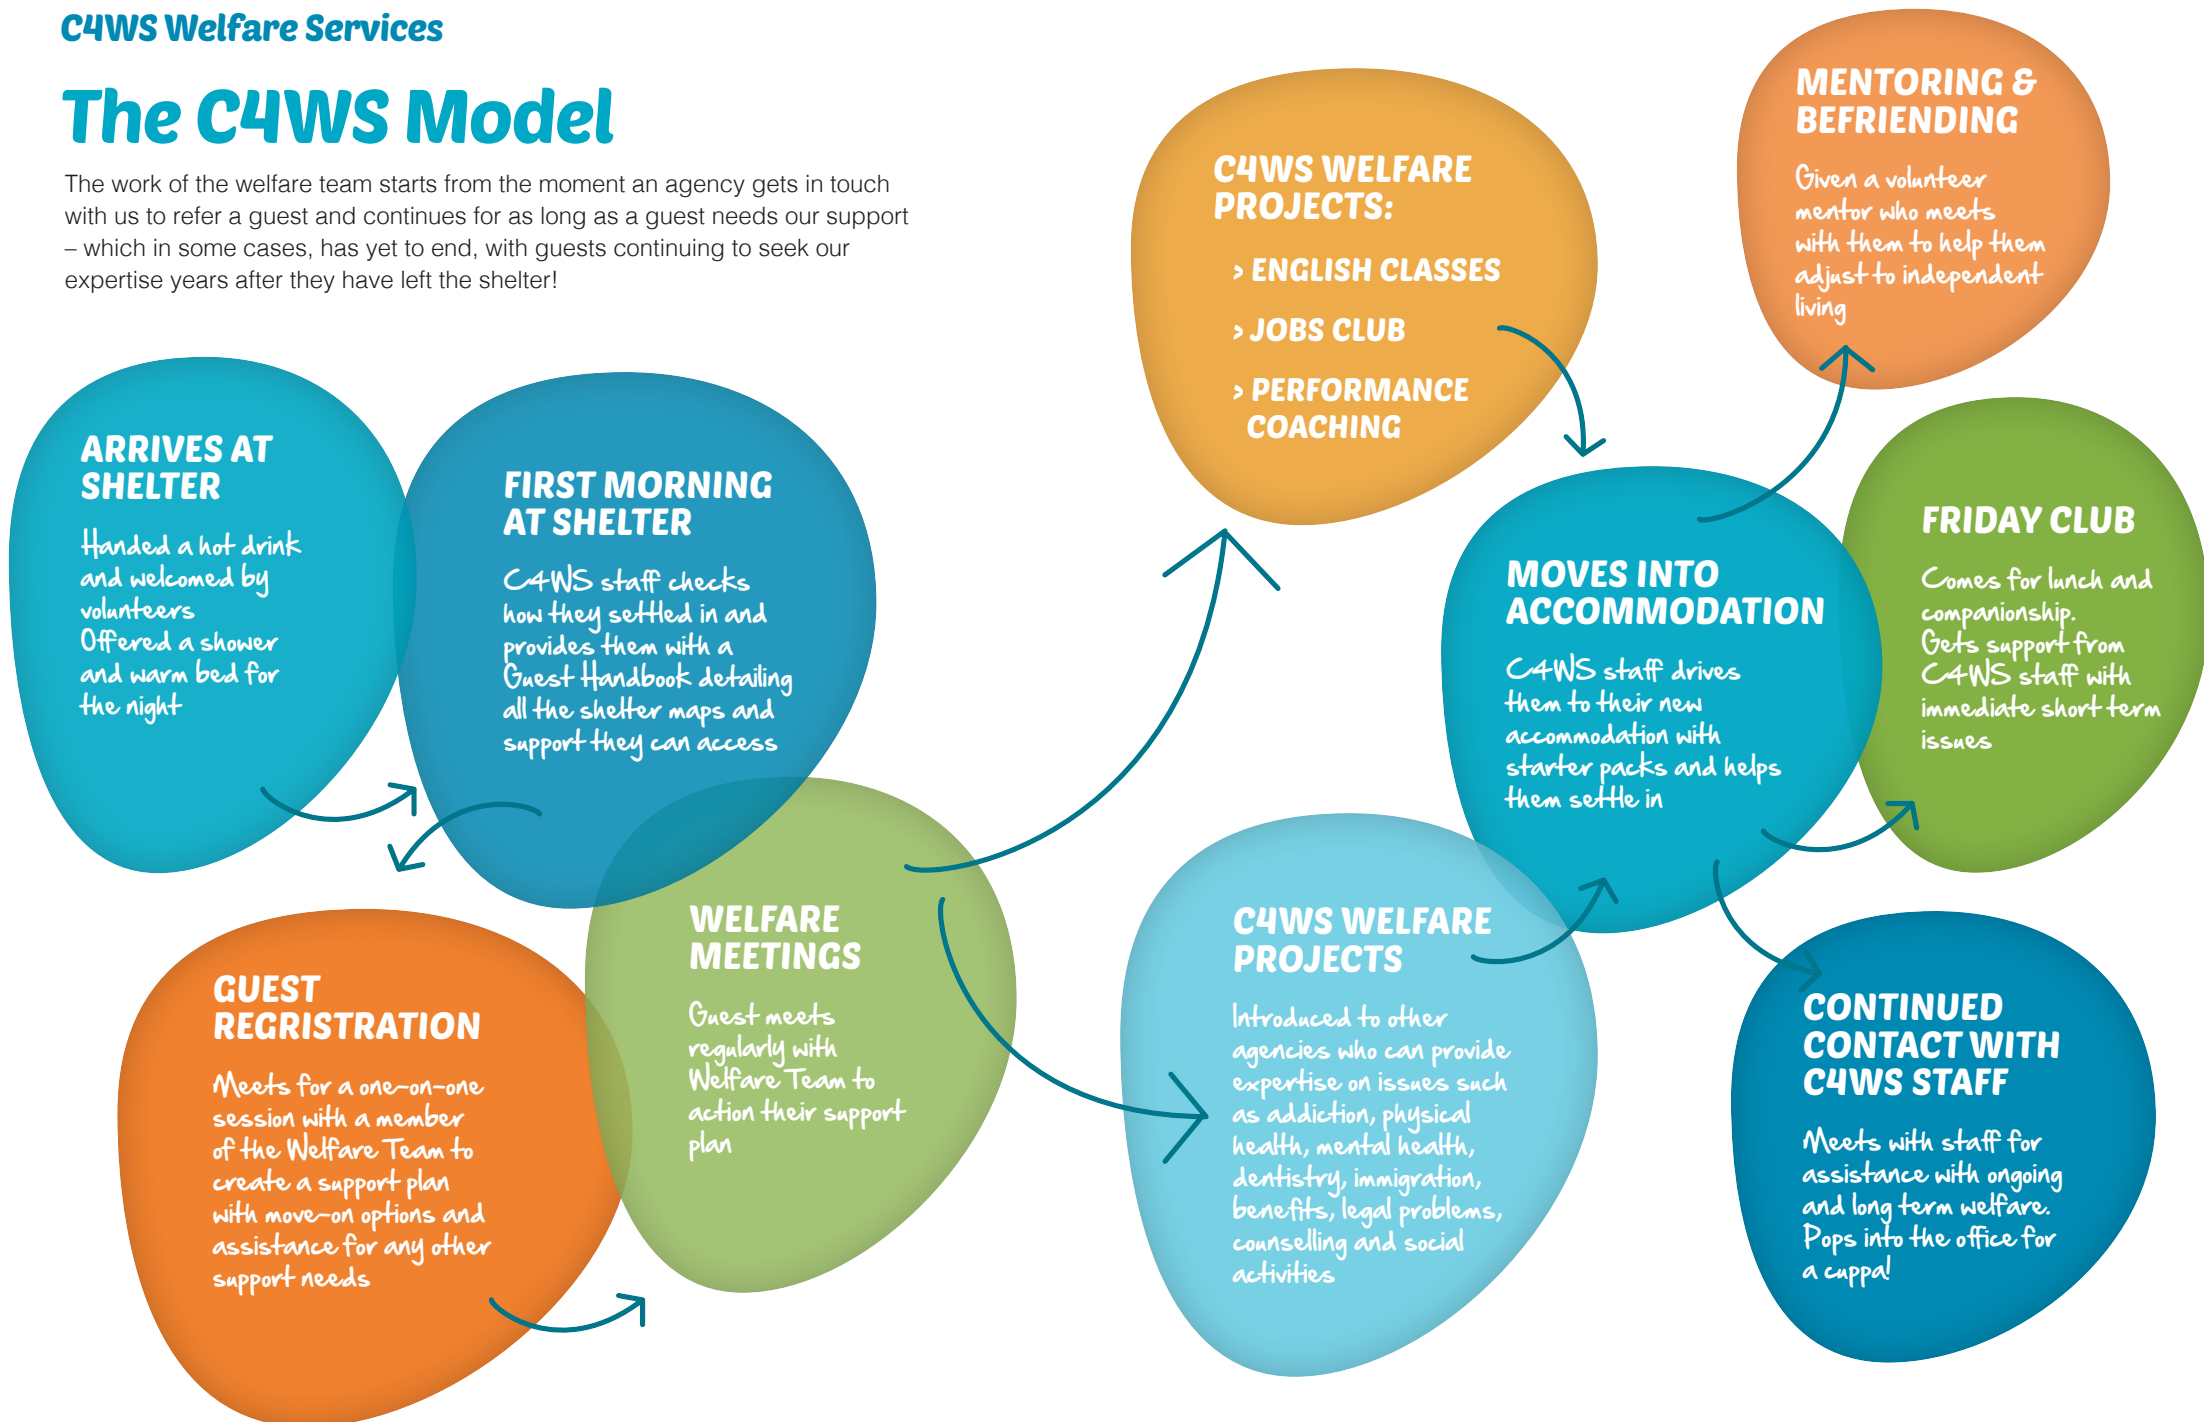 C4WS Welfare Services
The C4WS Model
The work of the welfare team starts from the moment an agency gets in touch
with us to refer a guest and continues for as long as a guest needs our support
– which in some cases, has yet to end, with guests continuing to seek our
expertise years after they have left the shelter!
ARRIVES AT
SHELTER
Handed a hot drink
and welcomed by
volunteers
Offered a shower
and warm bed for
the night
FIRST MORNING
AT SHELTER
C4WS staff checks
how they settled in and
provides them with a
Guest Handbook detailing
all the shelter maps and
support they can access
GUEST
REGRISTRATION
Meets for a one-on-one
session with a member
of the Welfare Team to
create a support plan
with move-on options and
assistance for any other
support needs
WELFARE
MEETINGS
Guest meets
regularly with
Welfare Team to
action their support
plan
C4WS WELFARE
PROJECTS:
> ENGLISH CLASSES
> JOBS CLUB
> PERFORMANCE
COACHING
C4WS WELFARE
PROJECTS
Introduced to other
agencies who can provide
expertise on issues such
as addiction, physical
health, mental health,
dentistry, immigration,
benefits, legal problems,
counselling and social
activities
MOVES INTO
ACCOMMODATION
C4WS staff drives
them to their new
accommodation with
starter packs and helps
them settle in
MENTORING &
BEFRIENDING
Given a volunteer
mentor who meets
with them to help them
adjust to independent
living
FRIDAY CLUB
Comes for lunch and
companionship.
Gets support from
C4WS staff with
immediate short term
issues
CONTINUED
CONTACT WITH
C4WS STAFF
Meets with staff for
assistance with ongoing
and long term welfare.
Pops into the office for
a cuppa!